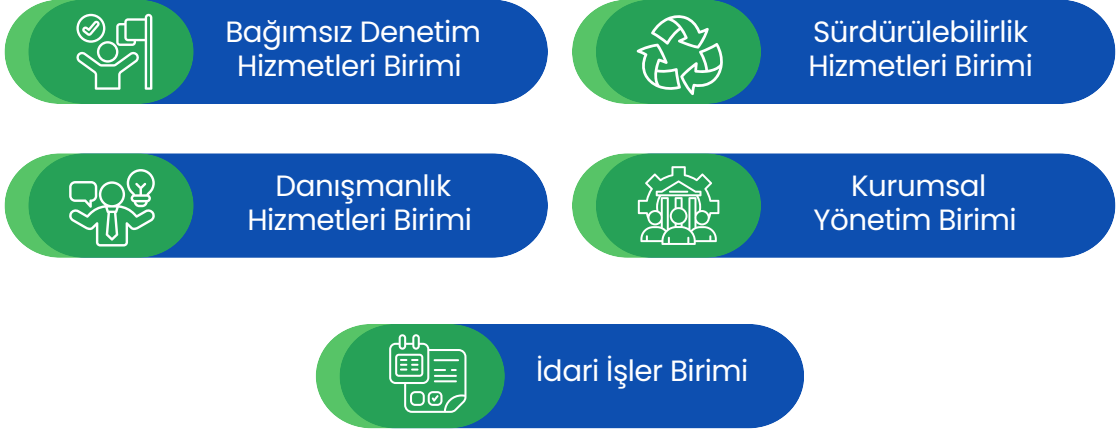 Bağımsız Denetim
Hizmetleri Birimi
Sürdürülebilirlik
Hizmetleri Birimi
Danışmanlık
Hizmetleri Birimi
Kurumsal
Yönetim Birimi
İdari İşler Birimi